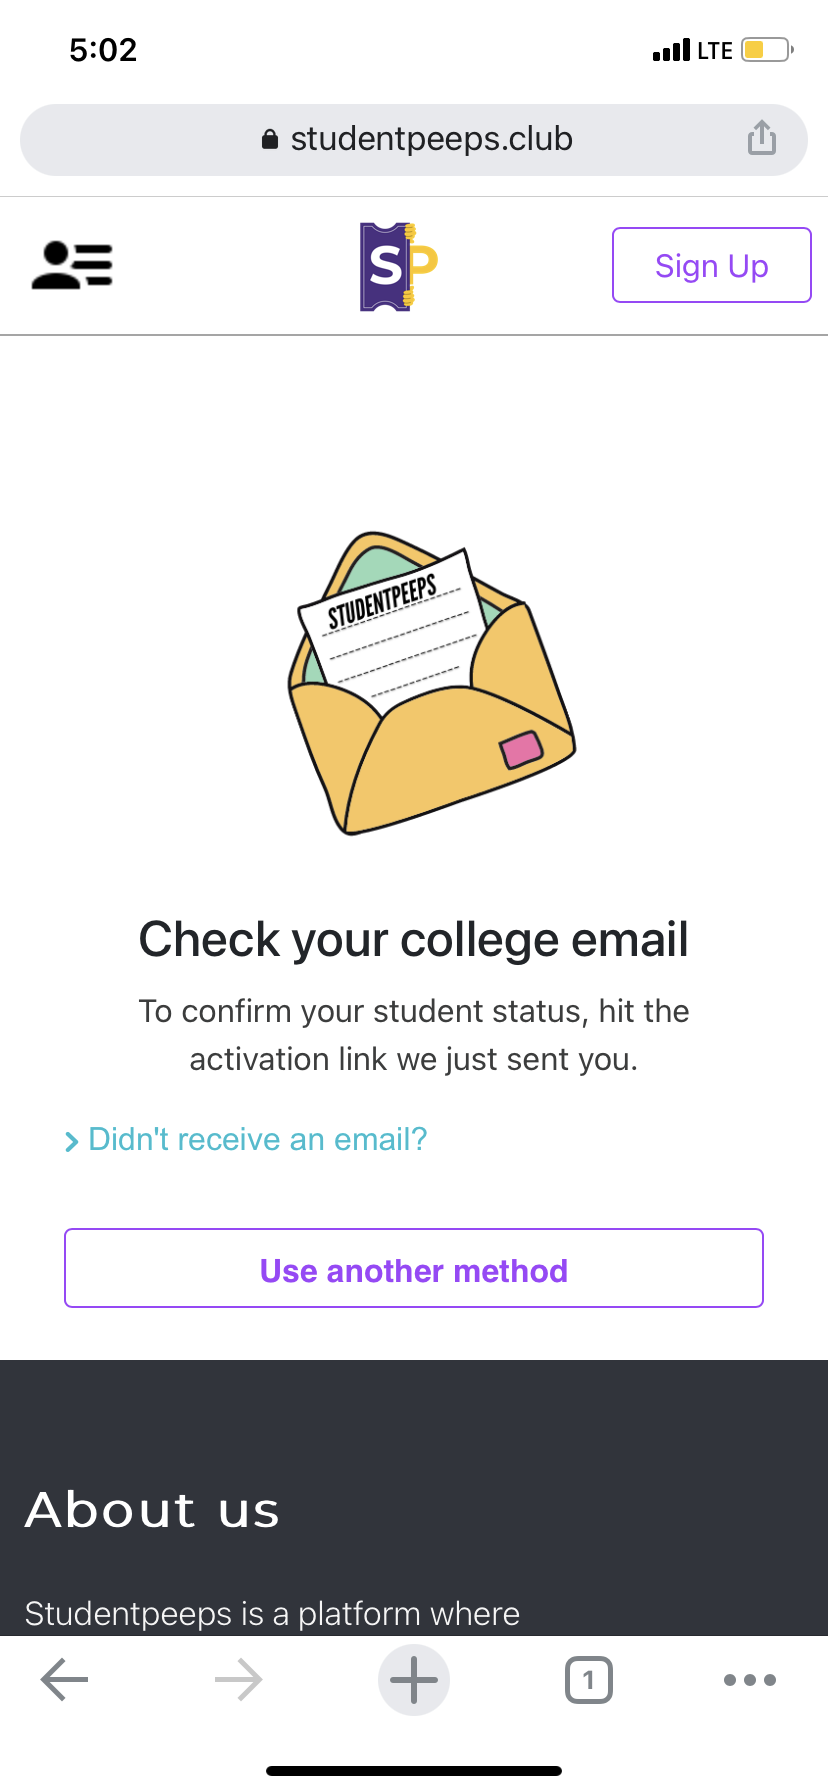 5:02
LTE
studentpeeps.club
SP
Sign Up
STUDENTPEEPS
Check your college email
To confirm your student status, hit the
activation link we just sent you.
Didn't receive an email?
Use another method
About us
Studentpeeps is a platform where
1